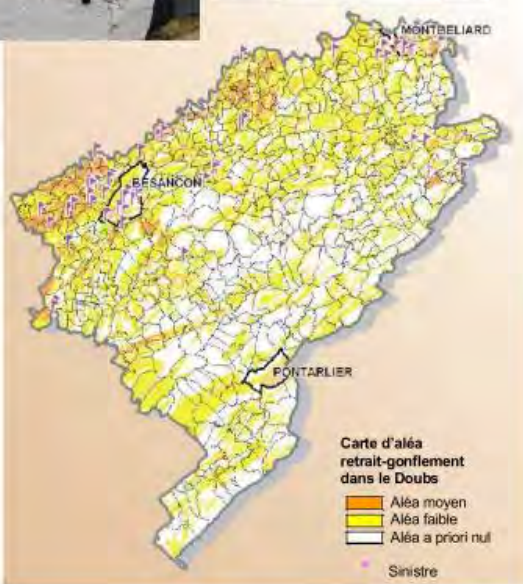 MONTBELIARD
BESANCON
PONTARLIER
Carte d'aléa
retrait-gonflement
dans le Doubs
Aléa moyen
Aléa faible
Aléa a priori nul
Sinistre